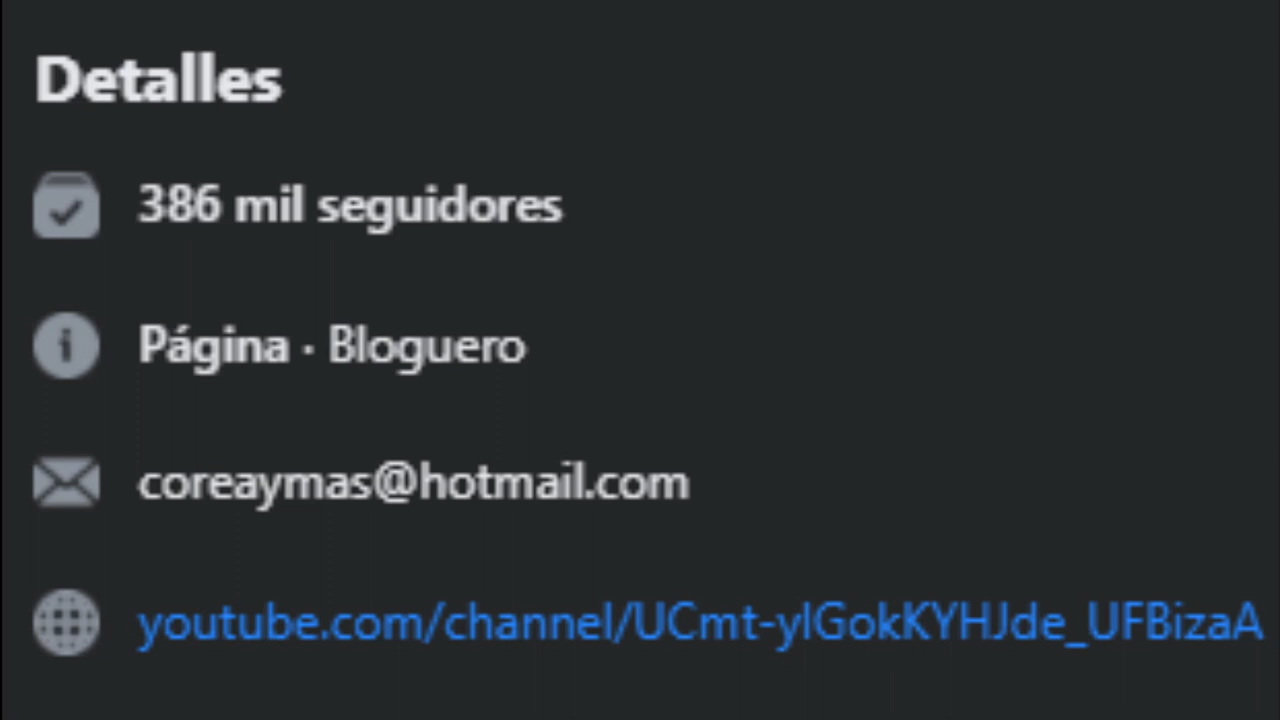 Detalles
386 mil seguidores
Página · Bloguero
coreaymas@hotmail.com
youtube.com/channel/UCmt-ylGokKYHJde_UFBizaA